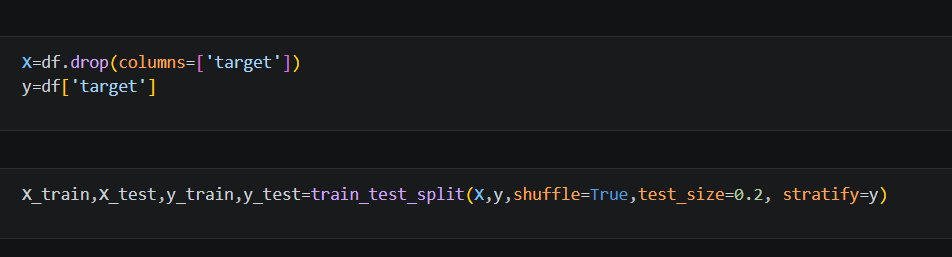 X=df.drop(columns=['target'])
y=df['target']
X_train,X_test,y_train,y_test=train_test_split(X,y,shuffle=True,test_size=0.2, stratify=y)